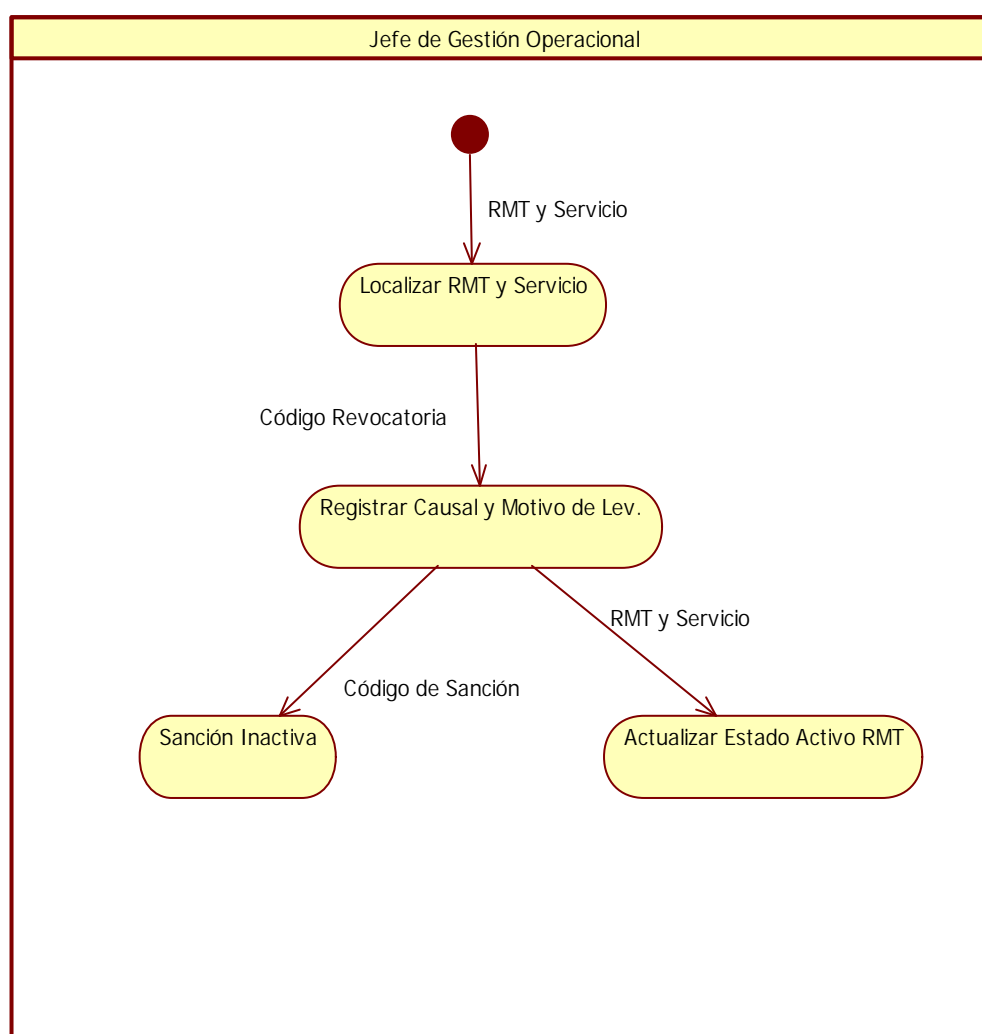 Jefe de Gestión Operacional
RMT y Servicio
Localizar RMT y Servicio
Código Revocatoria
Registrar Causal y Motivo de Lev.
RMT y Servicio
Código de Sanción
Sanción Inactiva
Actualizar Estado Activo RMT